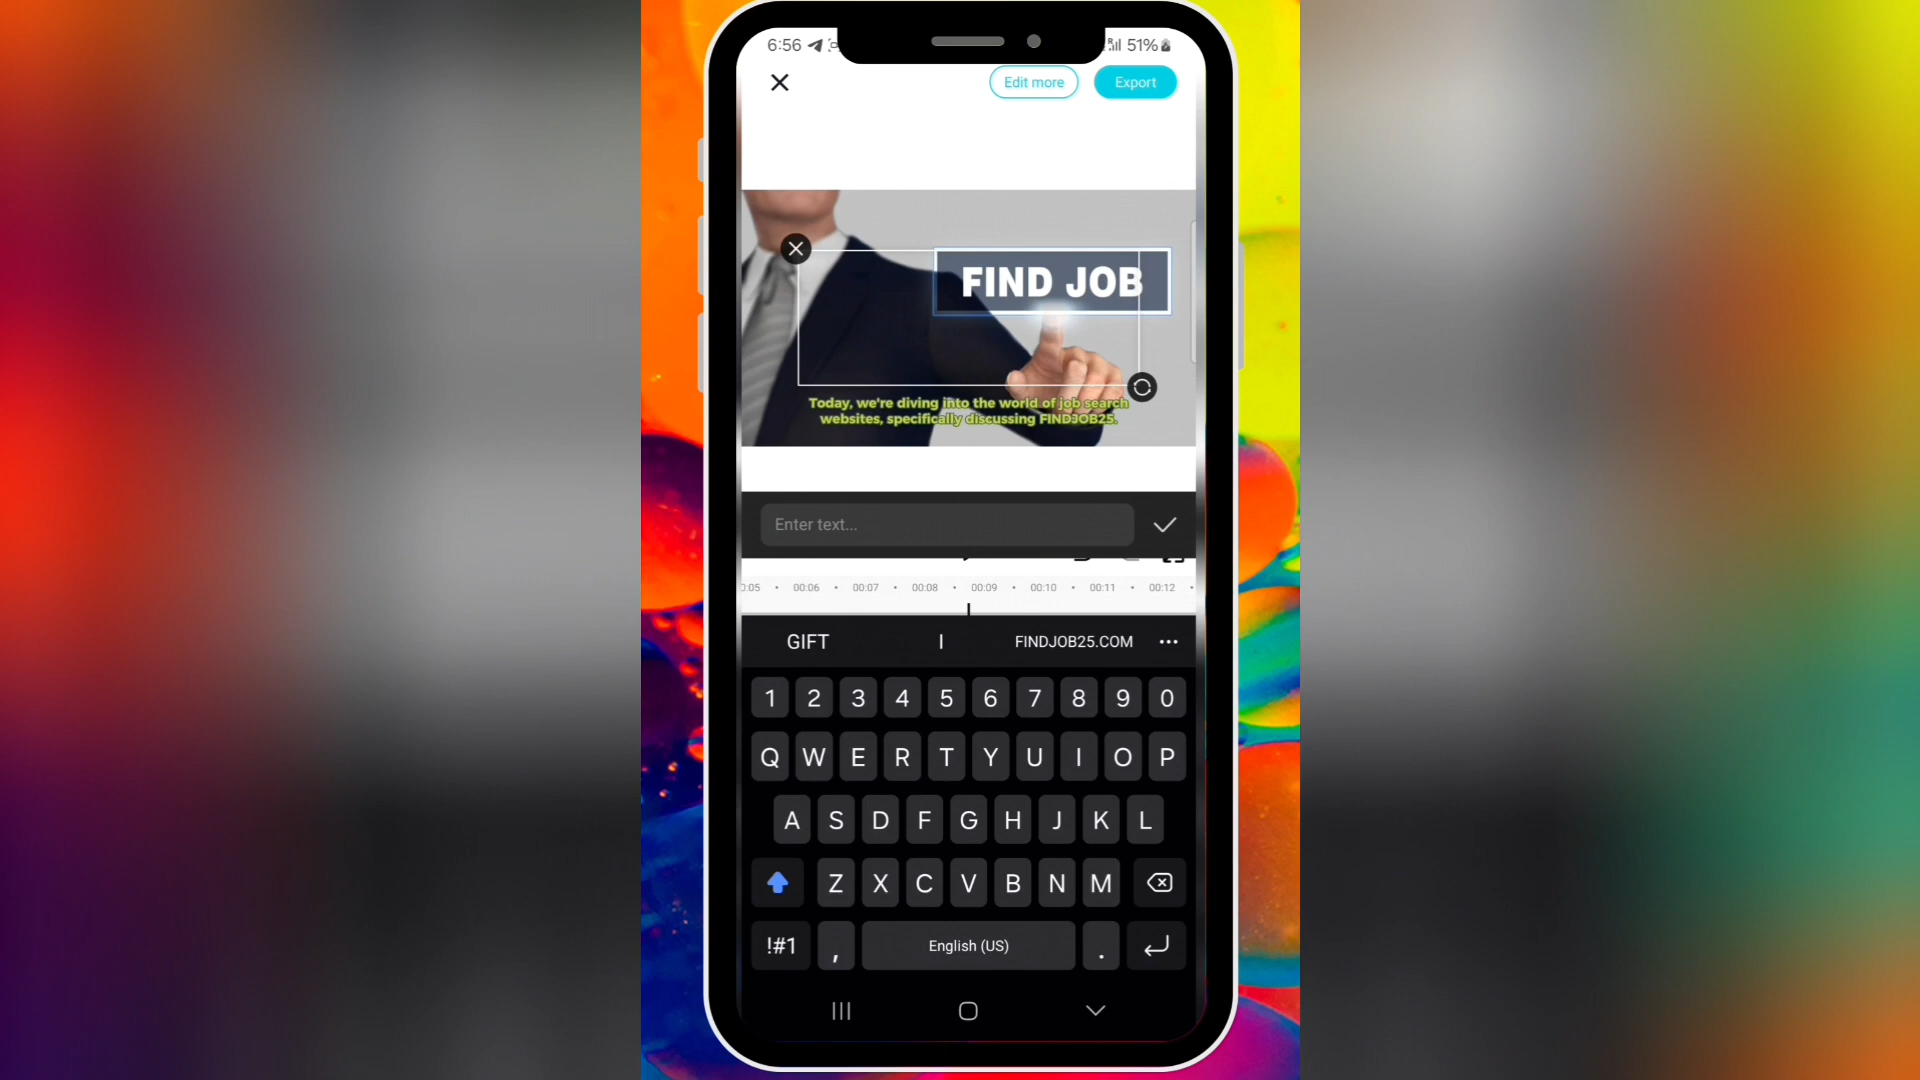 6:56 51%
Edit more Export
FIND JOB
Today, we're diving into the world of job search
websites, specifically discussing FINDJOB25.
Enter text...
00:06 00:07 00:08 00:09 00:10 00:11 00:12
GIFT I FINDJOB25.COM
1 2 3 4 5 6 7 8 9 0
Q W E R T Y U I O P
A S D F G H J K L
Z X C V B N M
!#1 , English (US) .